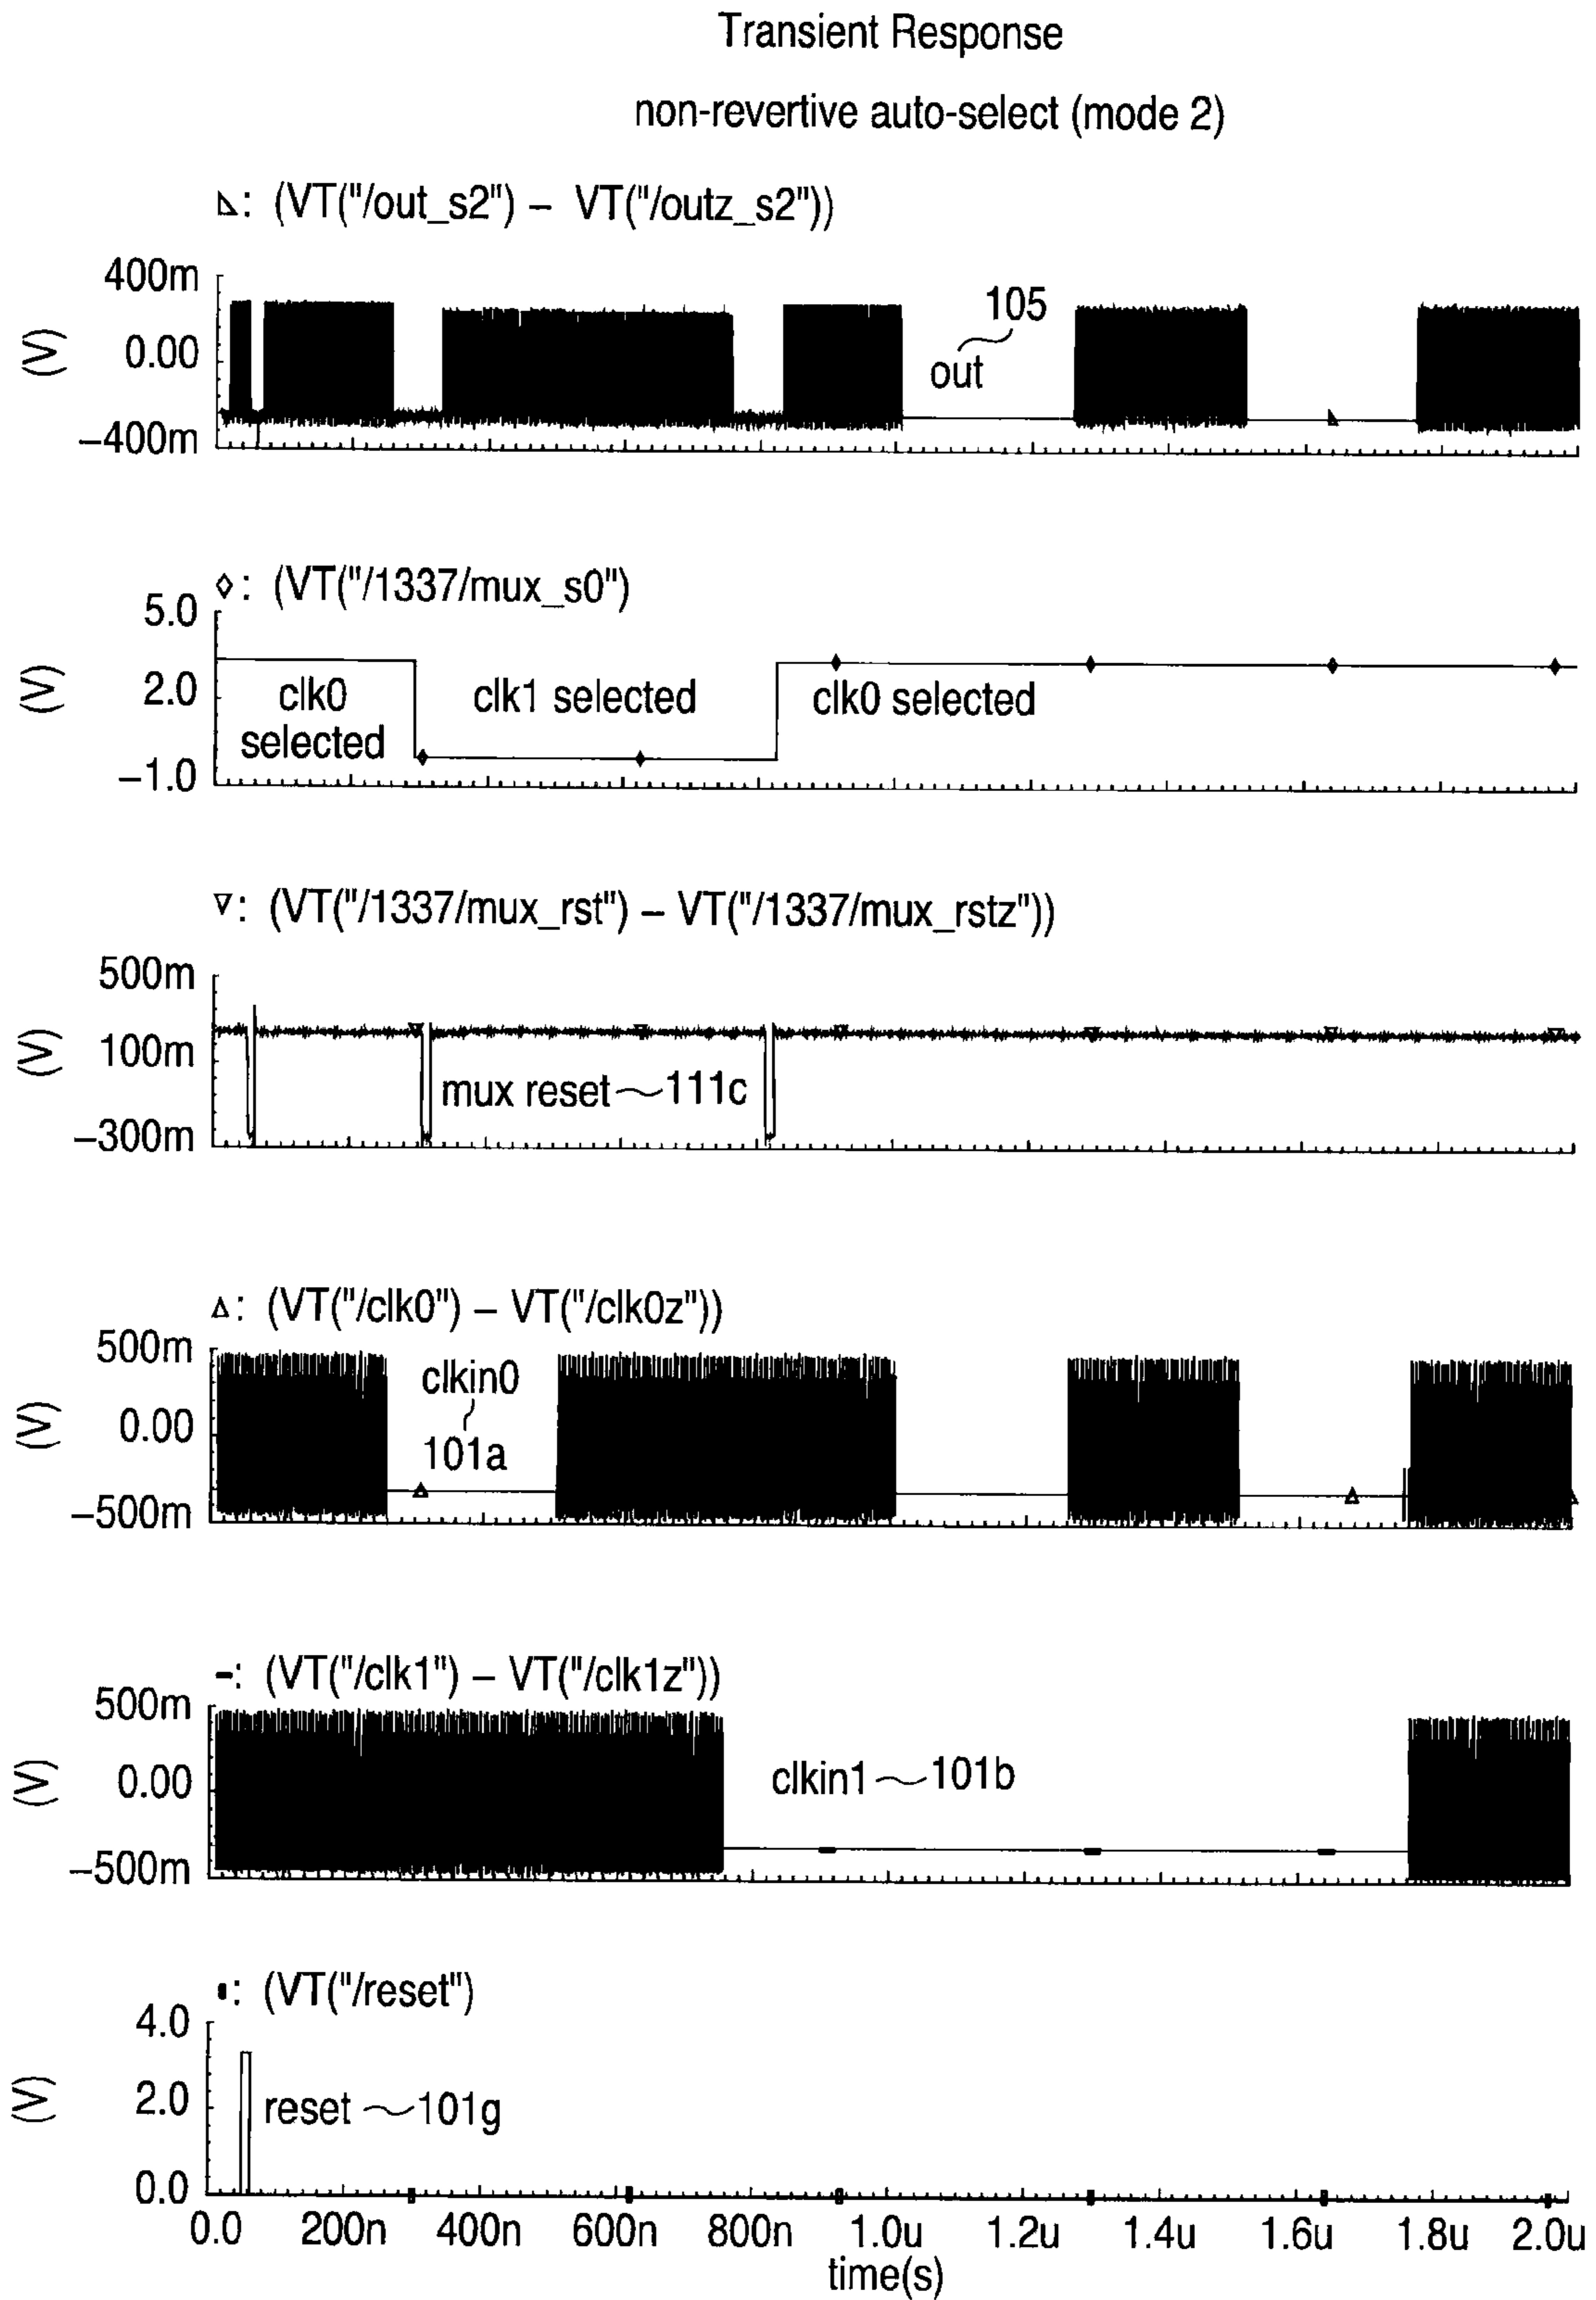 Transient Response
non-revertive auto-select (mode 2)
: (VT("/out_s2") – VT("/outz_s2"))
400m
(V) 0.00
–400m
105
out
: (VT("/1337/mux_s0")
5.0
(V) 2.0
–1.0
clk0 selected
clk1 selected
clk0 selected
: (VT("/1337/mux_rst") – VT("/1337/mux_rstz"))
500m
(V) 100m
–300m
mux reset 111c
: (VT("/clk0") – VT("/clk0z"))
500m
(V) 0.00
–500m
clkin0
101a
: (VT("/clk1") – VT("/clk1z"))
500m
(V) 0.00
–500m
clkin1 101b
: (VT("/reset")
4.0
(V) 2.0
0.0
reset 101g
0.0 200n 400n 600n 800n 1.0u 1.2u 1.4u 1.6u 1.8u 2.0u
time(s)